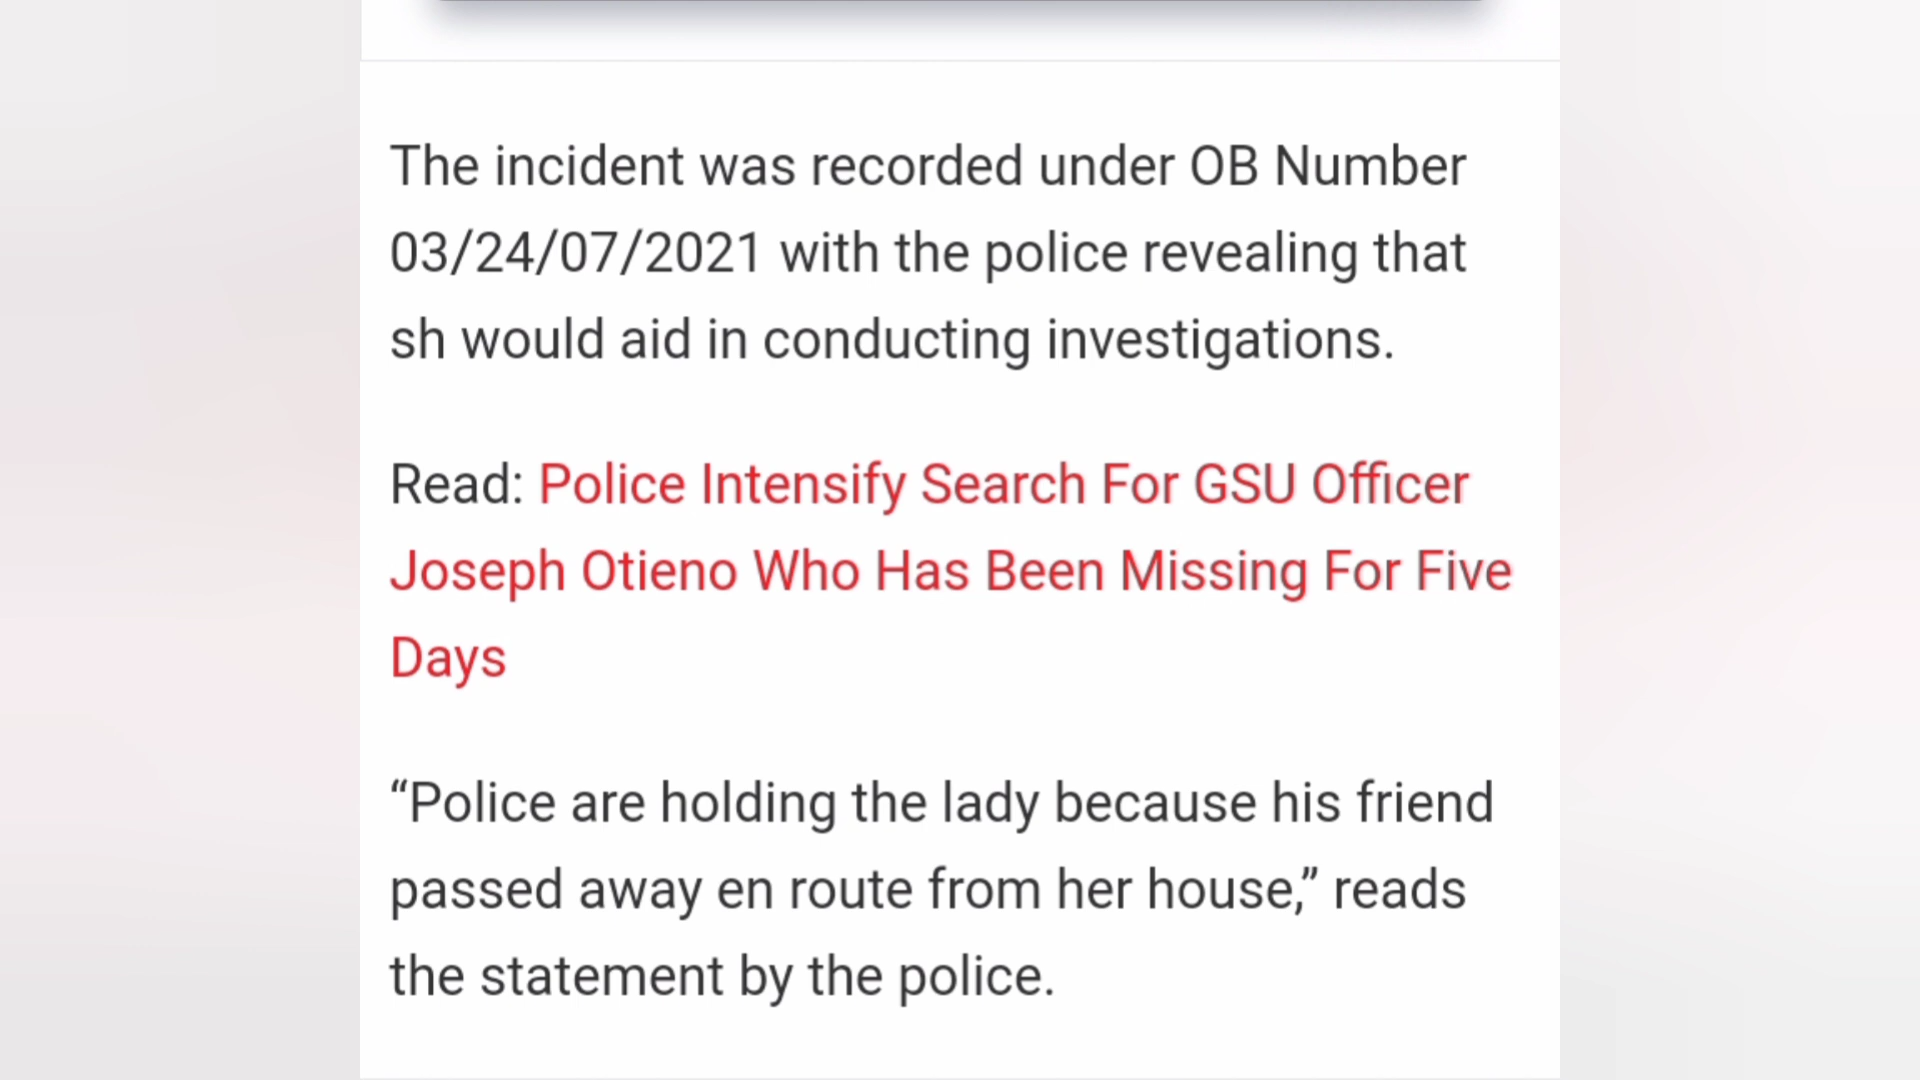 The incident was recorded under OB Number
03/24/07/2021 with the police revealing that
sh would aid in conducting investigations.
Read: Police Intensify Search For GSU Officer
Joseph Otieno Who Has Been Missing For Five
Days
“Police are holding the lady because his friend
passed away en route from her house,” reads
the statement by the police.